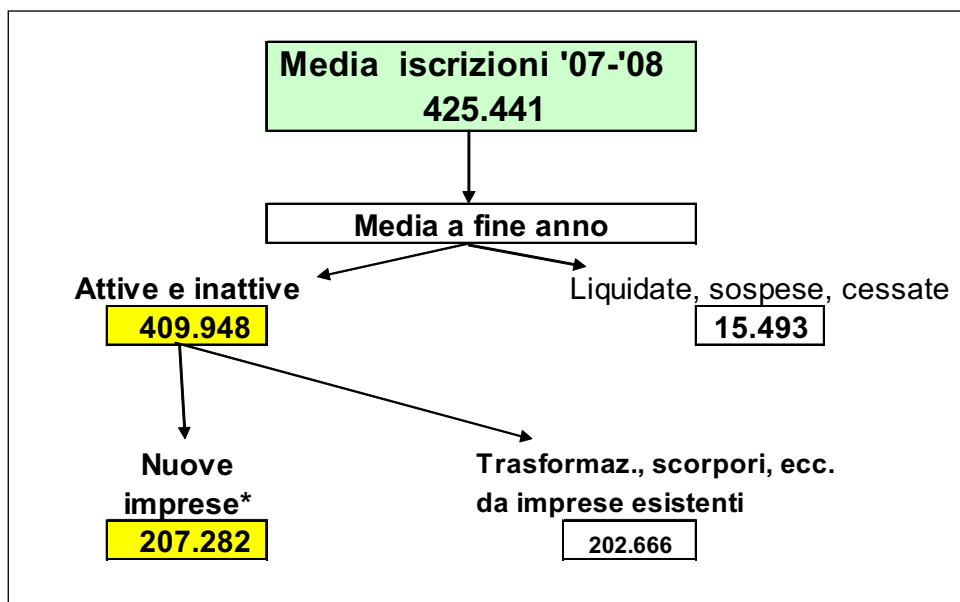 Media iscrizioni '07-'08
425.441
Media a fine anno
Attive e inattive
409.948
Liquidate, sospese, cessate
15.493
Nuove
imprese*
207.282
Trasformaz., scorpori, ecc.
da imprese esistenti
202.666